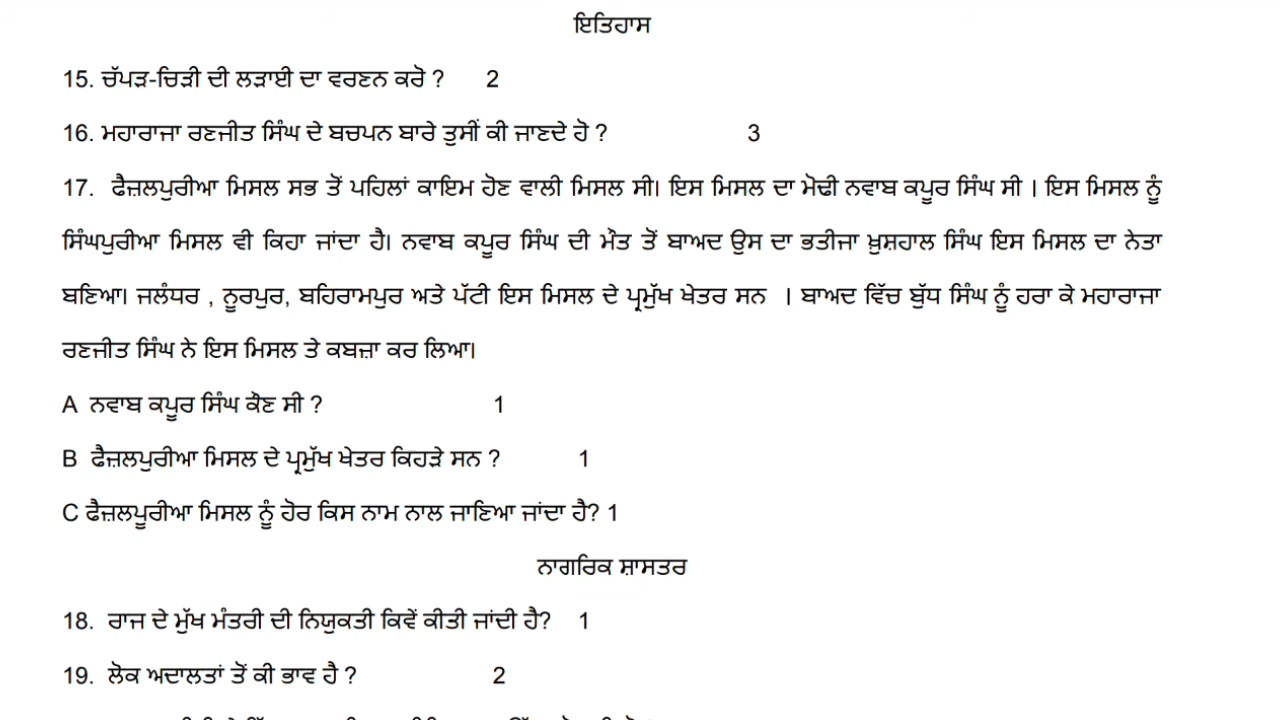 ਇਤਿਹਾਸ
15. ਚੱਪੜ-ਚਿੜੀ ਦੀ ਲੜਾਈ ਦਾ ਵਰਣਨ ਕਰੋ ? 2
16. ਮਹਾਰਾਜਾ ਰਣਜੀਤ ਸਿੰਘ ਦੇ ਬਚਪਨ ਬਾਰੇ ਤੁਸੀਂ ਕੀ ਜਾਣਦੇ ਹੋ ? 3
17. ਫੈਜ਼ਲਪੁਰੀਆ ਮਿਸਲ ਸਭ ਤੋਂ ਪਹਿਲਾਂ ਕਾਇਮ ਹੋਣ ਵਾਲੀ ਮਿਸਲ ਸੀ। ਇਸ ਮਿਸਲ ਦਾ ਮੋਢੀ ਨਵਾਬ ਕਪੂਰ ਸਿੰਘ ਸੀ । ਇਸ ਮਿਸਲ ਨੂੰ
ਸਿੰਘਪੁਰੀਆ ਮਿਸਲ ਵੀ ਕਿਹਾ ਜਾਂਦਾ ਹੈ। ਨਵਾਬ ਕਪੂਰ ਸਿੰਘ ਦੀ ਮੌਤ ਤੋਂ ਬਾਅਦ ਉਸ ਦਾ ਭਤੀਜਾ ਖ਼ੁਸ਼ਹਾਲ ਸਿੰਘ ਇਸ ਮਿਸਲ ਦਾ ਨੇਤਾ
ਬਣਿਆ। ਜਲੰਧਰ , ਨੂਰਪੁਰ, ਬਹਿਰਾਮਪੁਰ ਅਤੇ ਪੱਟੀ ਇਸ ਮਿਸਲ ਦੇ ਪ੍ਰਮੁੱਖ ਖੇਤਰ ਸਨ । ਬਾਅਦ ਵਿੱਚ ਬੁੱਧ ਸਿੰਘ ਨੂੰ ਹਰਾ ਕੇ ਮਹਾਰਾਜਾ
ਰਣਜੀਤ ਸਿੰਘ ਨੇ ਇਸ ਮਿਸਲ ਤੇ ਕਬਜ਼ਾ ਕਰ ਲਿਆ।
A ਨਵਾਬ ਕਪੂਰ ਸਿੰਘ ਕੌਣ ਸੀ ? 1
B ਫੈਜ਼ਲਪੁਰੀਆ ਮਿਸਲ ਦੇ ਪ੍ਰਮੁੱਖ ਖੇਤਰ ਕਿਹੜੇ ਸਨ ? 1
C ਫੈਜ਼ਲਪੂਰੀਆ ਮਿਸਲ ਨੂੰ ਹੋਰ ਕਿਸ ਨਾਮ ਨਾਲ ਜਾਣਿਆ ਜਾਂਦਾ ਹੈ? 1
ਨਾਗਰਿਕ ਸ਼ਾਸਤਰ
18. ਰਾਜ ਦੇ ਮੁੱਖ ਮੰਤਰੀ ਦੀ ਨਿਯੁਕਤੀ ਕਿਵੇਂ ਕੀਤੀ ਜਾਂਦੀ ਹੈ? 1
19. ਲੋਕ ਅਦਾਲਤਾਂ ਤੋਂ ਕੀ ਭਾਵ ਹੈ ? 2